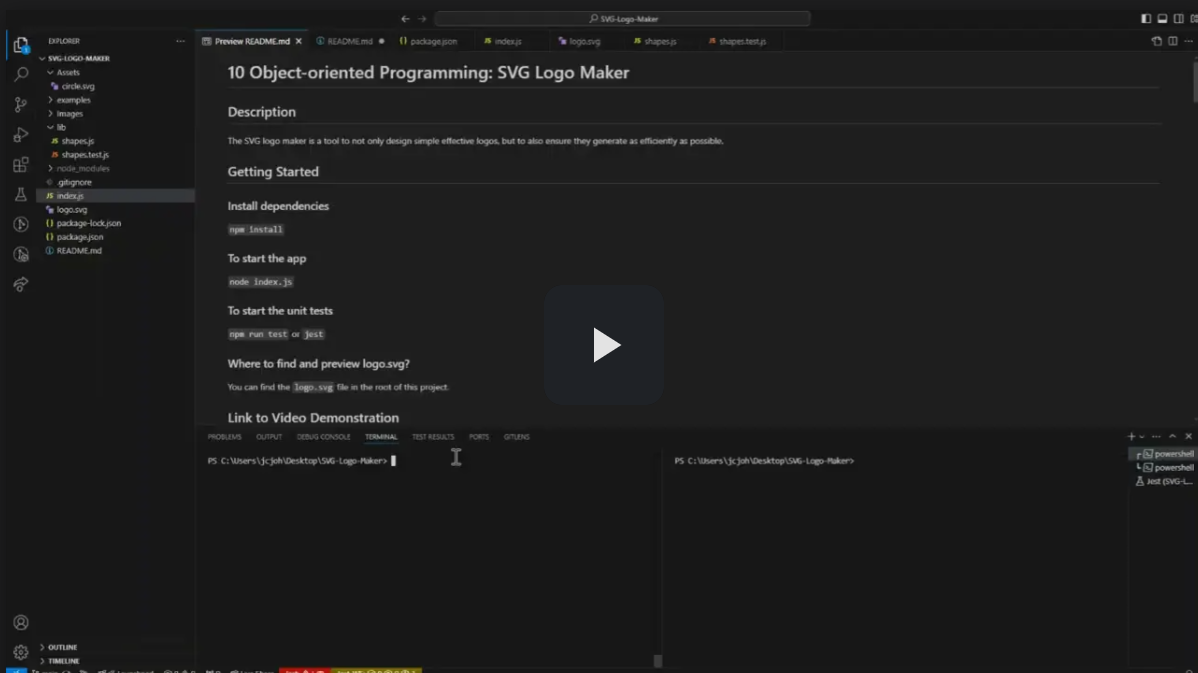 SVG-Logo-Maker
EXPLORER
Preview README.md
README.md
package.json
index.js
logo.svg
shapes.js
shapes.test.js
SVG-LOGO-MAKER
Assets
circle.svg
examples
images
lib
shapes.js
shapes.test.js
node_modules
.gitignore
index.js
logo.svg
package-lock.json
package.json
README.md
OUTLINE
TIMELINE
10 Object-oriented Programming: SVG Logo Maker
Description
The SVG logo maker is a tool to not only design simple effective logos, but to also ensure they generate as efficiently as possible.
Getting Started
Install dependencies
npm install
To start the app
node index.js
To start the unit tests
npm run test or jest
Where to find and preview logo.svg?
You can find the logo.svg file in the root of this project.
Link to Video Demonstration
PROBLEMS OUTPUT DEBUG CONSOLE TERMINAL TEST RESULTS PORTS GITLENS
PS C:\Users\jcjoh\Desktop\SVG-Logo-Maker>
PS C:\Users\jcjoh\Desktop\SVG-Logo-Maker>
powershell
powershell
Jest (SVG-L...